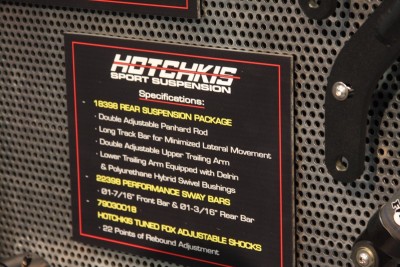 HOTCHKIS
SPORT SUSPENSION
Specifications:
- 18398 REAR SUSPENSION PACKAGE
- Double Adjustable Panhard Rod
- Long Track Bar for Minimized Lateral Movement
- Double Adjustable Upper Trailing Arm
- Lower Trailing Arm Equipped with Delrin
& Polyurethane Hybrid Swivel Bushings
- 22398 PERFORMANCE SWAY BARS
- Ø1-7/16" Front Bar & Ø1-3/16" Rear Bar
- 79030018
HOTCHKIS TUNED FOX ADJUSTABLE SHOCKS
- 22 Points of Rebound Adjustment